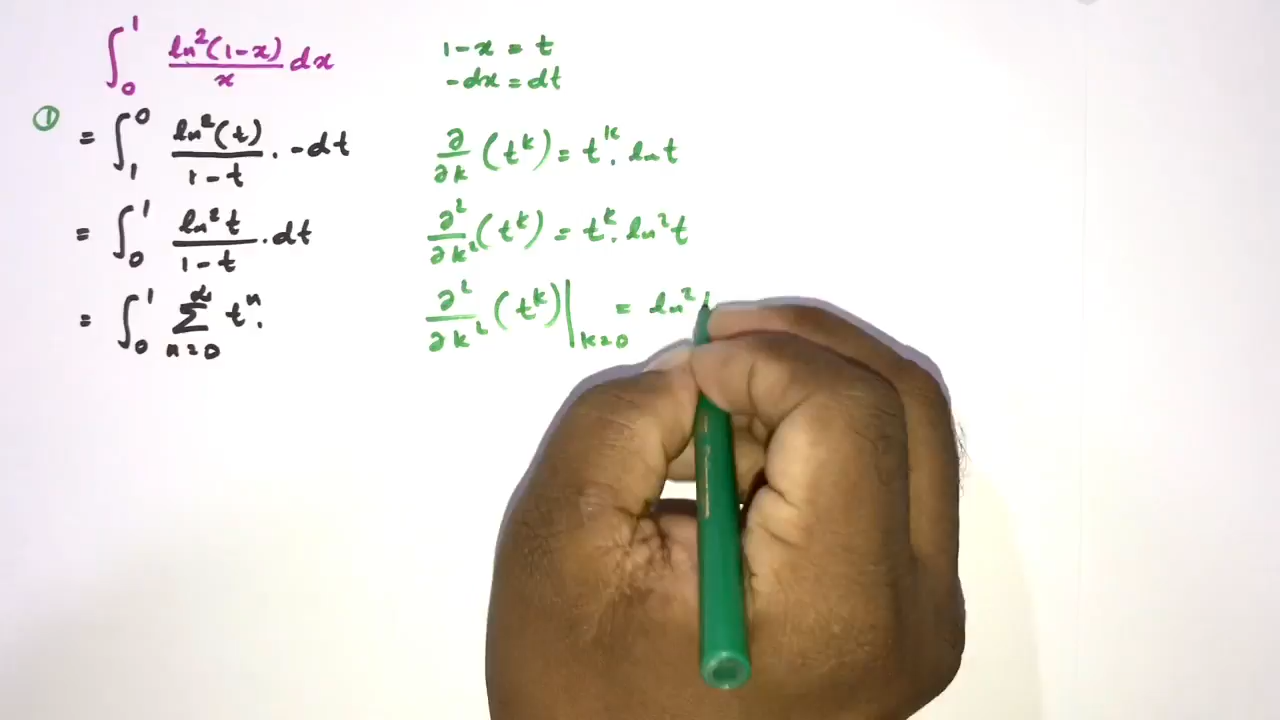 ∫₀¹ ln²(1-x)/x dx
1-x = t
-dx = dt
①
= ∫₁⁰ ln²(t)/1-t . -dt
∂/∂k (tᵏ) = tᵏ. ln t
= ∫₀¹ ln²t/1-t . dt
∂²/∂k² (tᵏ) = tᵏ. ln²t
= ∫₀¹ ∑ₙ₌₀^∞ tⁿ.
∂²/∂k² (tᵏ)|ₖ₌₀ = ln²